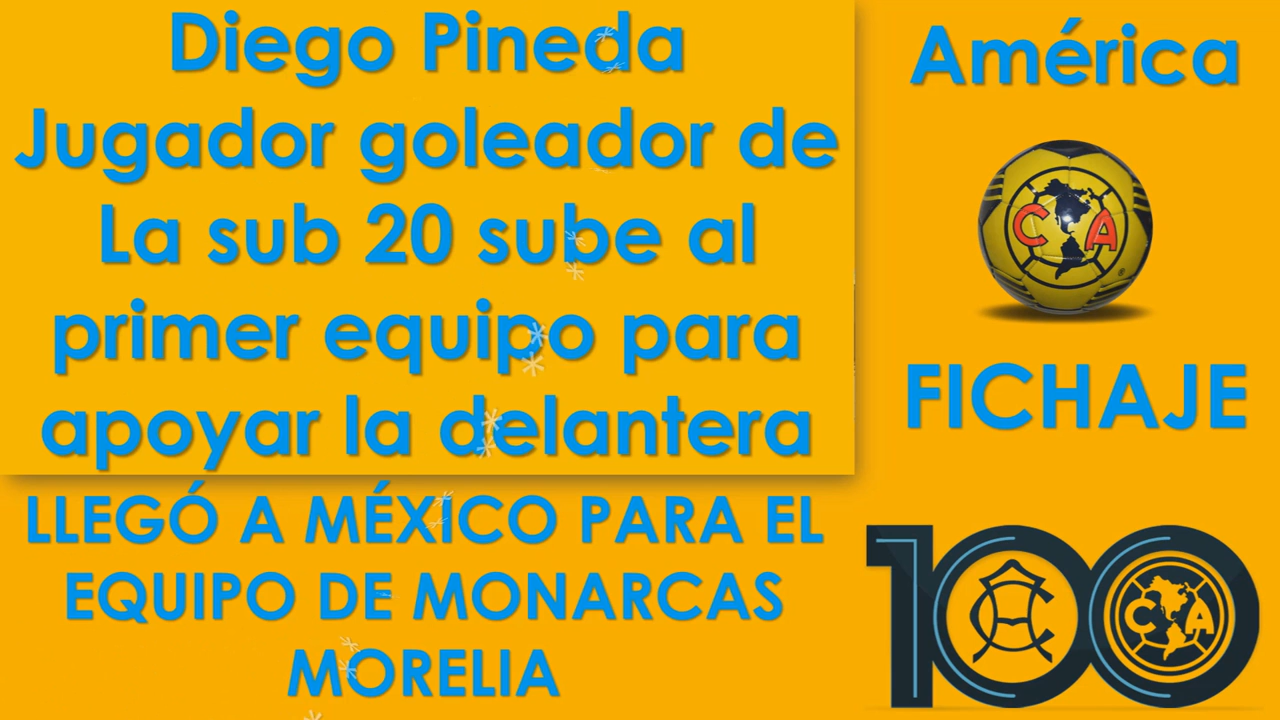 Diego Pineda
Jugador goleador de
La sub 20 sube al
primer equipo para
apoyar la delantera
LLEGÓ A MÉXICO PARA EL
EQUIPO DE MONARCAS
MORELIA
América
CA
FICHAJE
100
CA